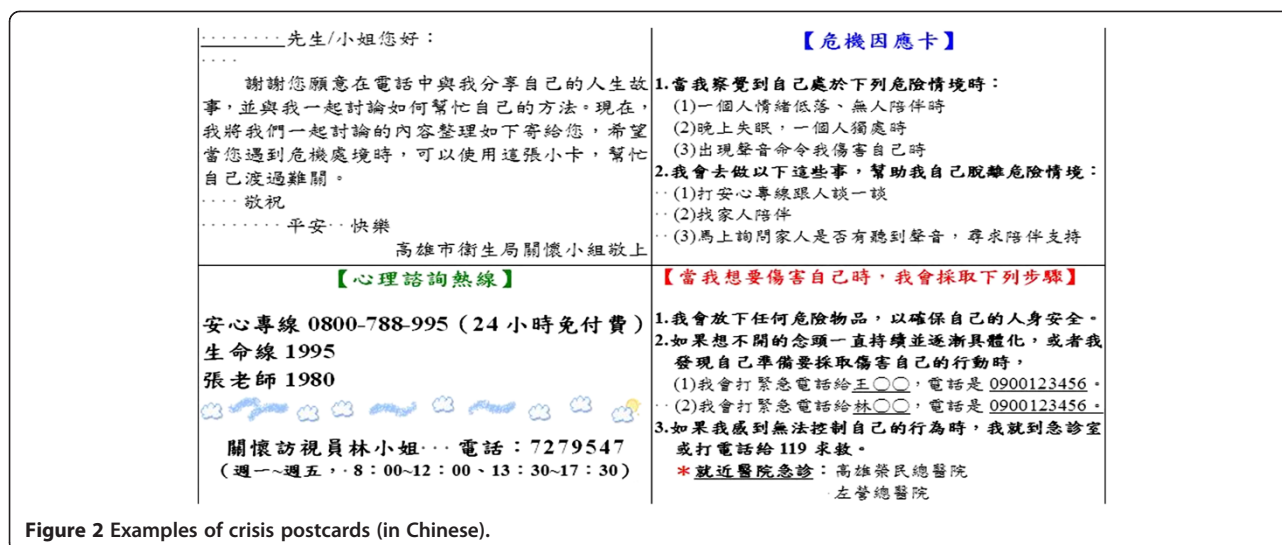 ········先生/小姐您好：
····
謝謝您願意在電話中與我分享自己的人生故
事，並與我一起討論如何幫忙自己的方法。現在，
我將我們一起討論的內容整理如下寄給您，希望
當您遇到危機處境時，可以使用這張小卡，幫忙
自己渡過難關。
····敬祝
········平安··快樂
高雄市衛生局關懷小組敬上
【危機因應卡】
1.當我察覺到自己處於下列危險情境時：
(1)一個人情緒低落、無人陪伴時
(2)晚上失眠，一個人獨處時
(3)出現聲音命令我傷害自己時
2.我會去做以下這些事，幫助我自己脫離危險情境：
··(1)打安心專線跟人談一談
··(2)找家人陪伴
··(3)馬上詢問家人是否有聽到聲音，尋求陪伴支持
【心理諮詢熱線】
安心專線 0800-788-995（24 小時免付費）
生命線 1995
張老師 1980
關懷訪視員林小姐···電話：7279547
（週一~週五，·8：00~12：00、13：30~17：30）
【當我想要傷害自己時，我會採取下列步驟】
1.我會放下任何危險物品，以確保自己的人身安全。
2.如果想不開的念頭一直持續並逐漸具體化，或者我
發現自己準備要採取傷害自己的行動時，
(1)我會打緊急電話給王○○，電話是 0900123456。
··(2)我會打緊急電話給林○○，電話是 0900123456。
3.如果我感到無法控制自己的行為時，我就到急診室
或打電話給 119 求救。
*就近醫院急診：高雄榮民總醫院
左營總醫院
Figure 2 Examples of crisis postcards (in Chinese).